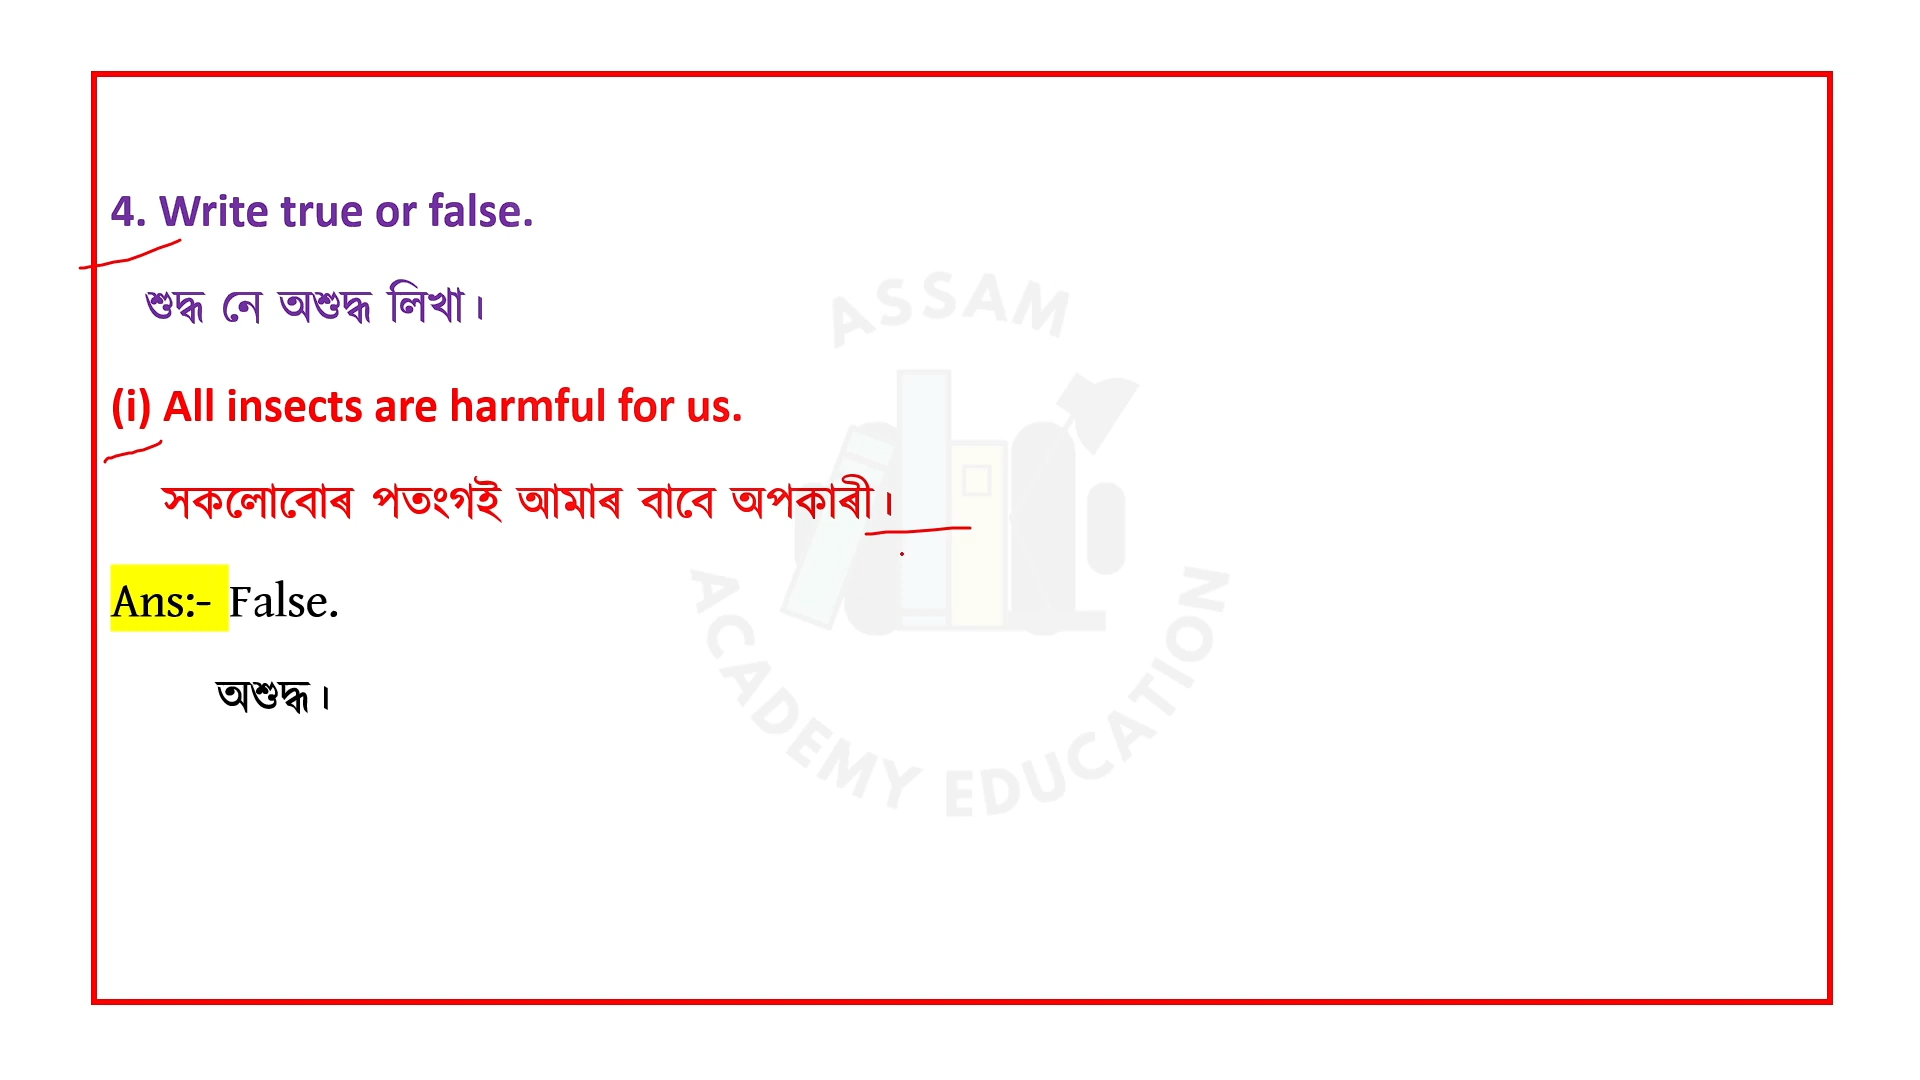 4. Write true or false.
শুদ্ধ নে অশুদ্ধ লিখা।
(i) All insects are harmful for us.
সকলোবোৰ পতংগই আমাৰ বাবে অপকাৰী।
Ans:- False.
অশুদ্ধ।
ASSAM
ACADEMY EDUCATION